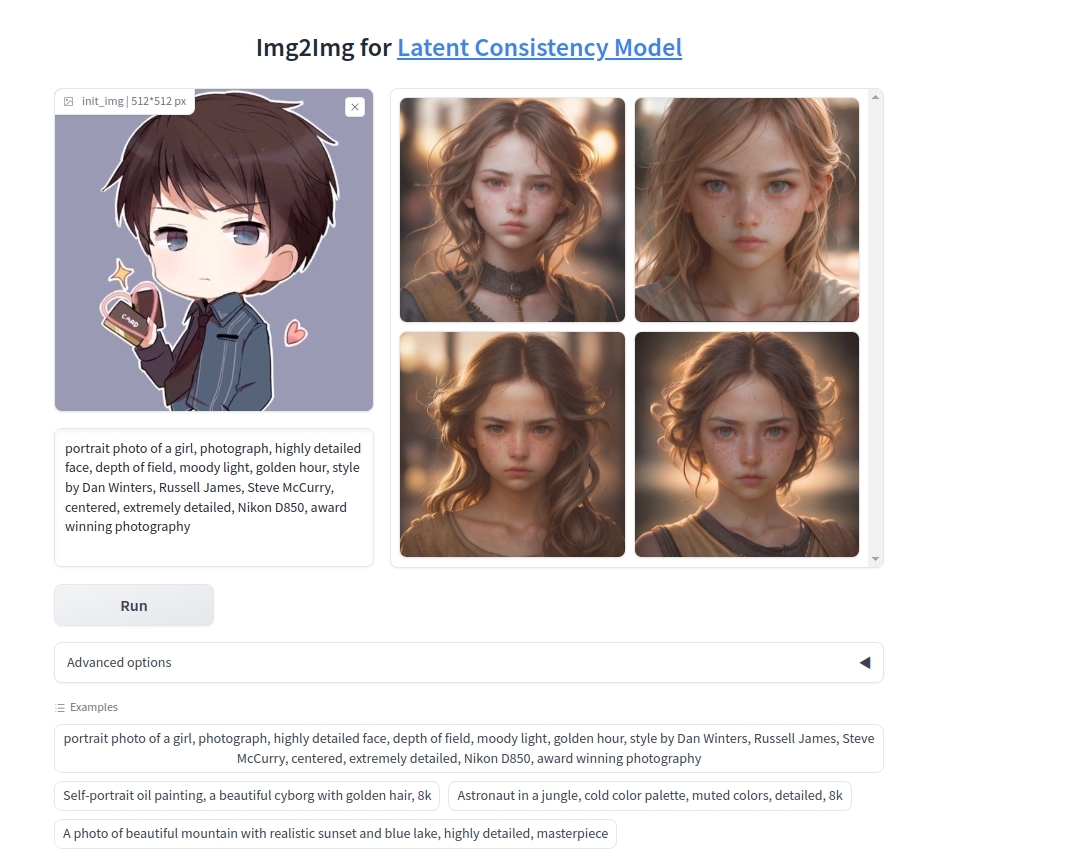 Img2Img for Latent Consistency Model
init_img | 512*512 px
CARD
portrait photo of a girl, photograph, highly detailed
face, depth of field, moody light, golden hour, style
by Dan Winters, Russell James, Steve McCurry,
centered, extremely detailed, Nikon D850, award
winning photography
Run
Advanced options
Examples
portrait photo of a girl, photograph, highly detailed face, depth of field, moody light, golden hour, style by Dan Winters, Russell James, Steve
McCurry, centered, extremely detailed, Nikon D850, award winning photography
Self-portrait oil painting, a beautiful cyborg with golden hair, 8k
Astronaut in a jungle, cold color palette, muted colors, detailed, 8k
A photo of beautiful mountain with realistic sunset and blue lake, highly detailed, masterpiece